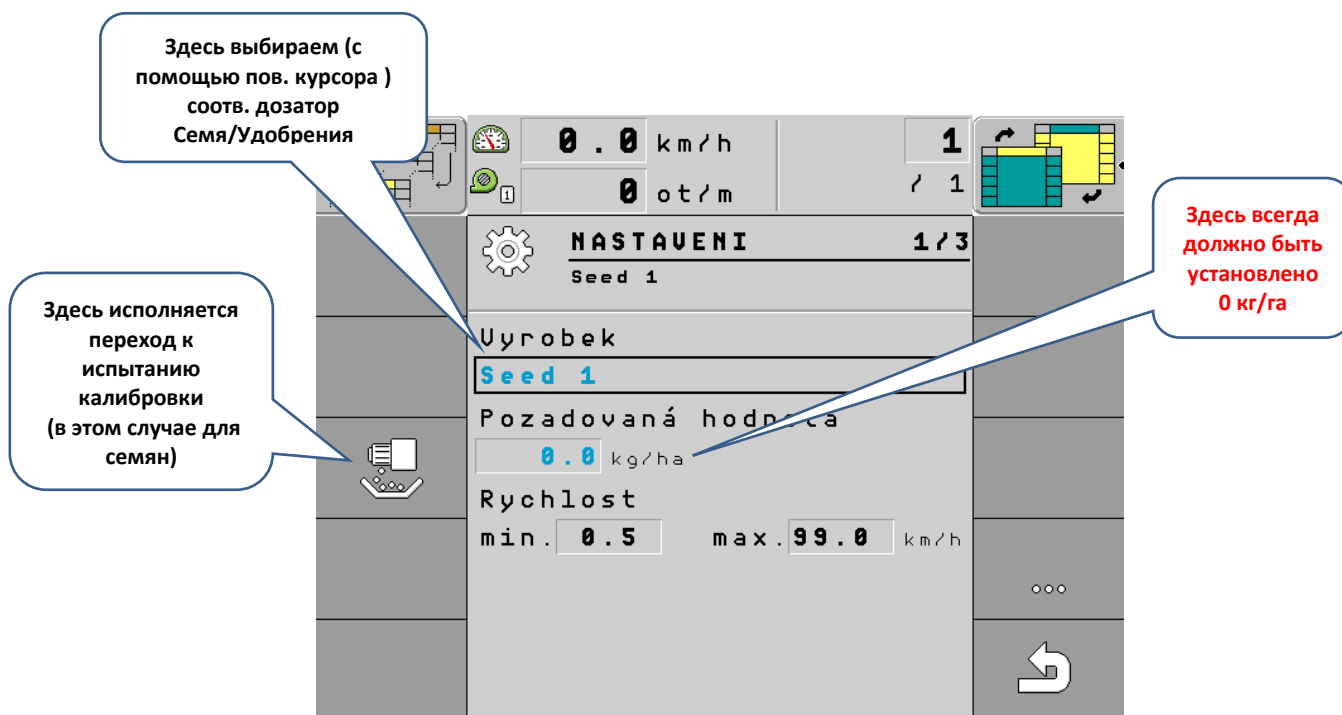 Здесь выбираем (с
помощью пов. курсора )
соотв. дозатор
Семя/Удобрения
0.0 km/h
1
1
0 ot/m
/ 1
NASTAVENI 1/3
Seed 1
Здесь всегда
должно быть
установлено
0 кг/га
Здесь исполняется
переход к
испытанию
калибровки
(в этом случае для
семян)
Vyrobek
Seed 1
Pozadovaná hodnota
0.0 kg/ha
Rychlost
min. 0.5 max. 99.0 km/h